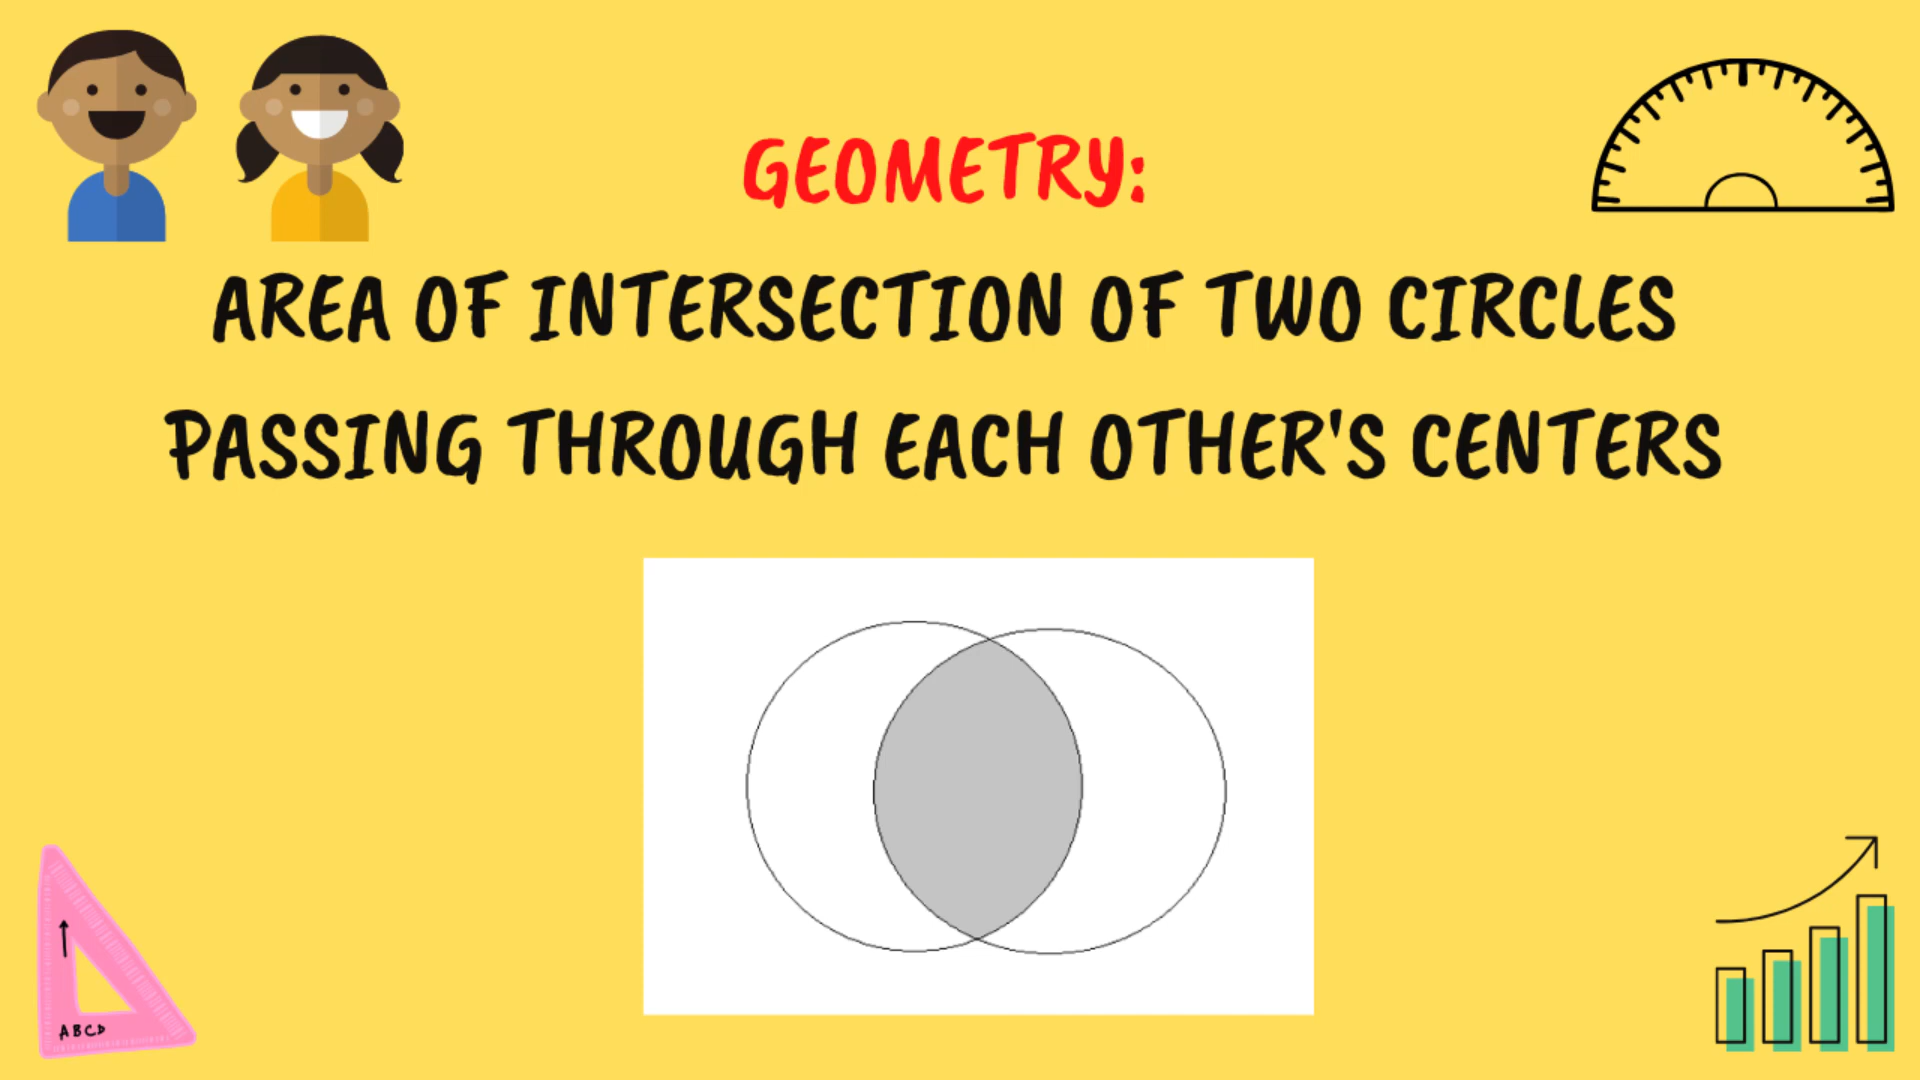 GEOMETRY:
AREA OF INTERSECTION OF TWO CIRCLES
PASSING THROUGH EACH OTHER'S CENTERS
ABCD